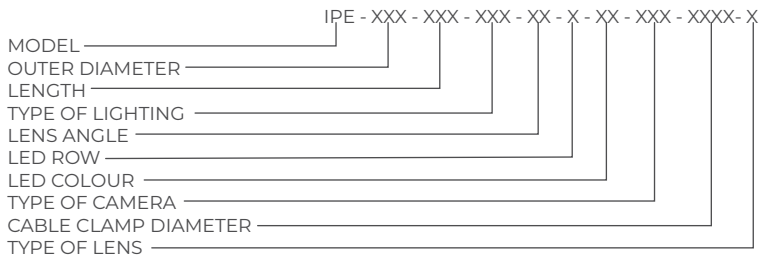 IPE - XXX - XXX - XXX - XX - X - XX - XXX - XXXX- X
MODEL
OUTER DIAMETER
LENGTH
TYPE OF LIGHTING
LENS ANGLE
LED ROW
LED COLOUR
TYPE OF CAMERA
CABLE CLAMP DIAMETER
TYPE OF LENS